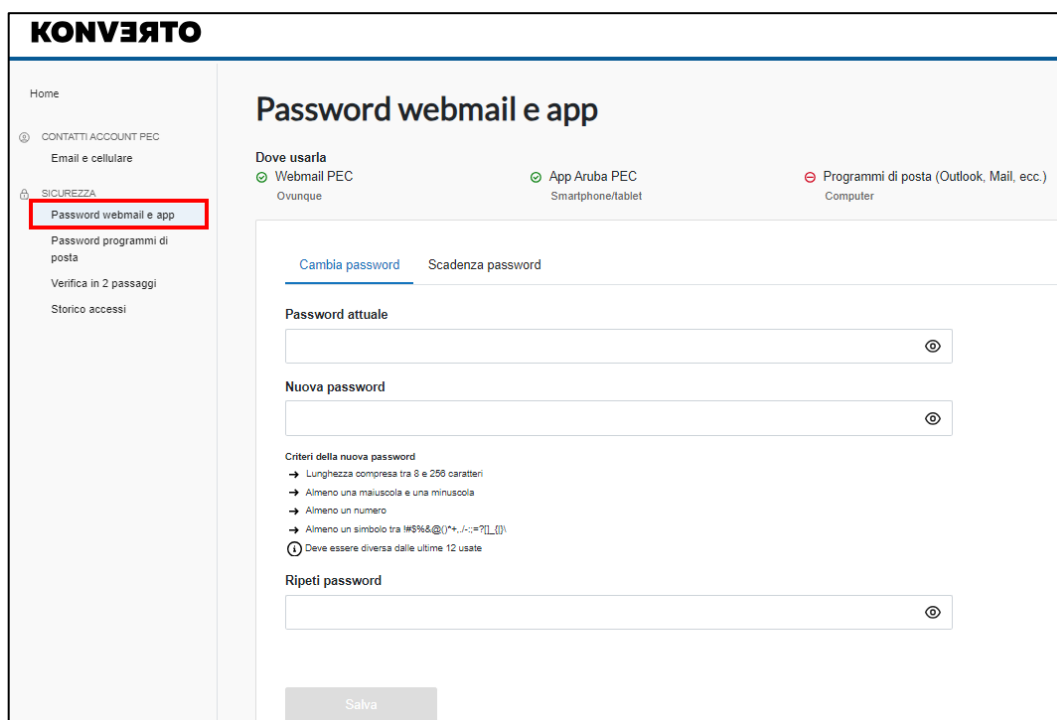 KONVERTO
Home
CONTATTI ACCOUNT PEC
Email e cellulare
SICUREZZA
Password webmail e app
Password programmi di
posta
Verifica in 2 passaggi
Storico accessi
Password webmail e app
Dove usarla
Webmail PEC
Ovunque
App Aruba PEC
Smartphone/tablet
Programmi di posta (Outlook, Mail, ecc.)
Computer
Cambia password
Scadenza password
Password attuale
Nuova password
Criteri della nuova password
Lunghezza compresa tra 8 e 256 caratteri
Almeno una maiuscola e una minuscola
Almeno un numero
Almeno un simbolo tra !#$%&@()*+,./-:;=?[]_{|}\
Deve essere diversa dalle ultime 12 usate
Ripeti password
Salva